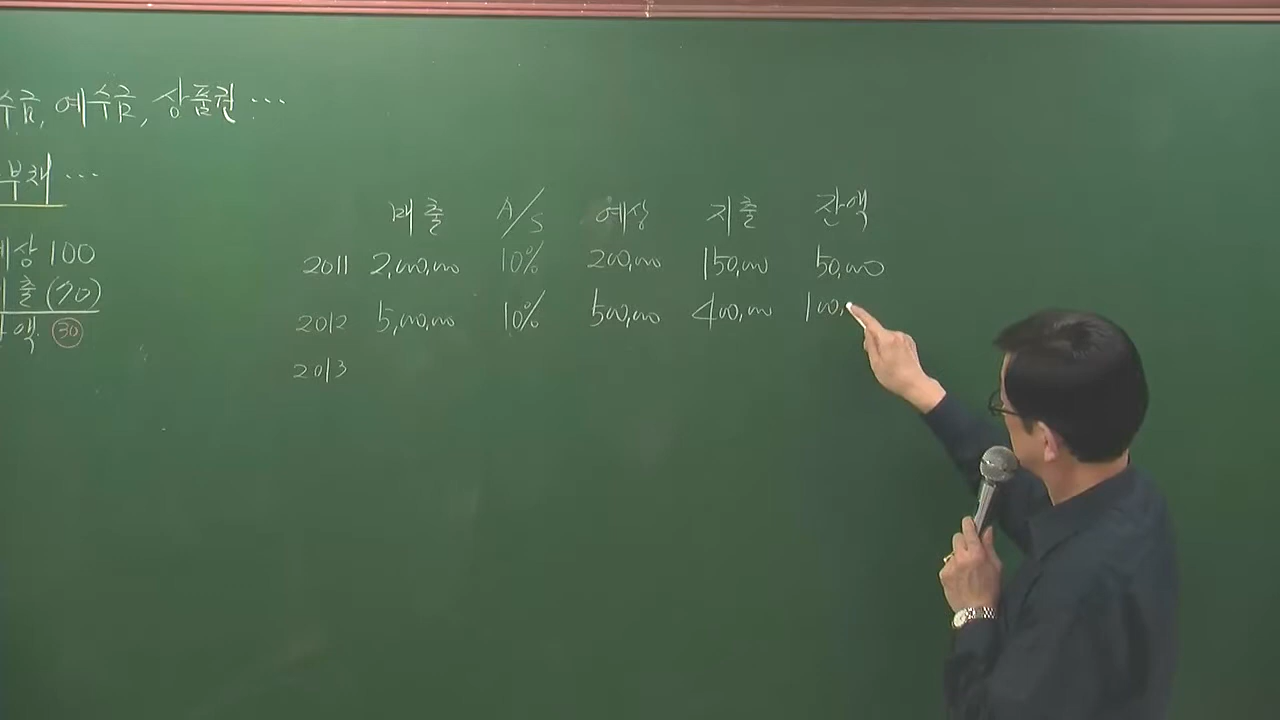 수금, 예수금, 상품권 ...
부채 ...
예상 100
지출 (70)
잔액 30
매출 A/S 예상 지출 잔액
2011 2,000,000 10% 200,000 150,000 50,000
2012 5,000,000 10% 500,000 400,000 100,
2013